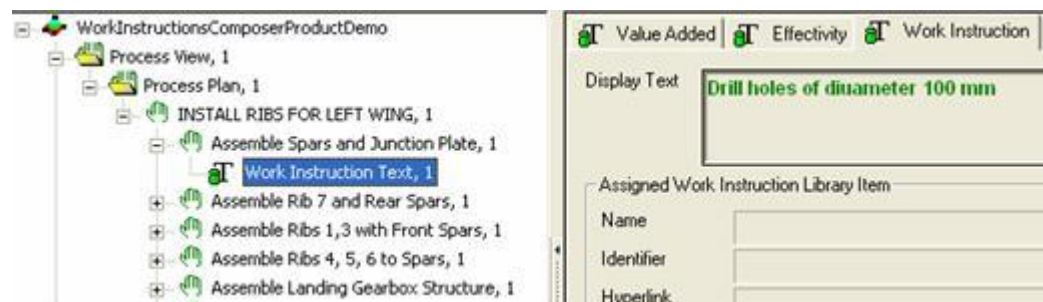 WorkInstructionsComposerProductDemo
Process View, 1
Process Plan, 1
INSTALL RIBS FOR LEFT WING, 1
Assemble Spars and Junction Plate, 1
Work Instruction Text, 1
Assemble Rib 7 and Rear Spars, 1
Assemble Ribs 1,3 with Front Spars, 1
Assemble Ribs 4, 5, 6 to Spars, 1
Assemble Landing Gearbox Structure, 1
Value Added Effectivity Work Instruction
Display Text
Drill holes of diuameter 100 mm
Assigned Work Instruction Library Item
Name
Identifier
Hyperlink